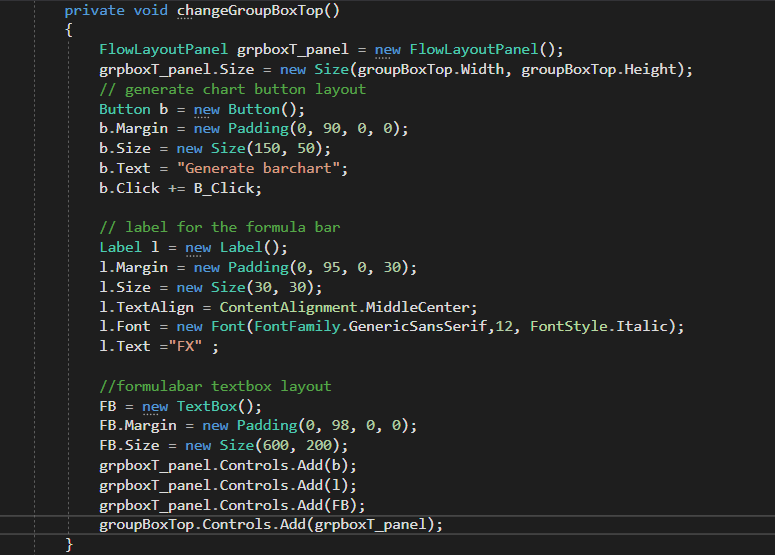 private void changeGroupBoxTop()
{
FlowLayoutPanel grpboxT_panel = new FlowLayoutPanel();
grpboxT_panel.Size = new Size(groupBoxTop.Width, groupBoxTop.Height);
// generate chart button layout
Button b = new Button();
b.Margin = new Padding(0, 90, 0, 0);
b.Size = new Size(150, 50);
b.Text = "Generate barchart";
b.Click += B_Click;
// label for the formula bar
Label l = new Label();
l.Margin = new Padding(0, 95, 0, 30);
l.Size = new Size(30, 30);
l.TextAlign = ContentAlignment.MiddleCenter;
l.Font = new Font(FontFamily.GenericSansSerif,12, FontStyle.Italic);
l.Text ="FX" ;
//formulabar textbox layout
FB = new TextBox();
FB.Margin = new Padding(0, 98, 0, 0);
FB.Size = new Size(600, 200);
grpboxT_panel.Controls.Add(b);
grpboxT_panel.Controls.Add(l);
grpboxT_panel.Controls.Add(FB);
groupBoxTop.Controls.Add(grpboxT_panel);
}